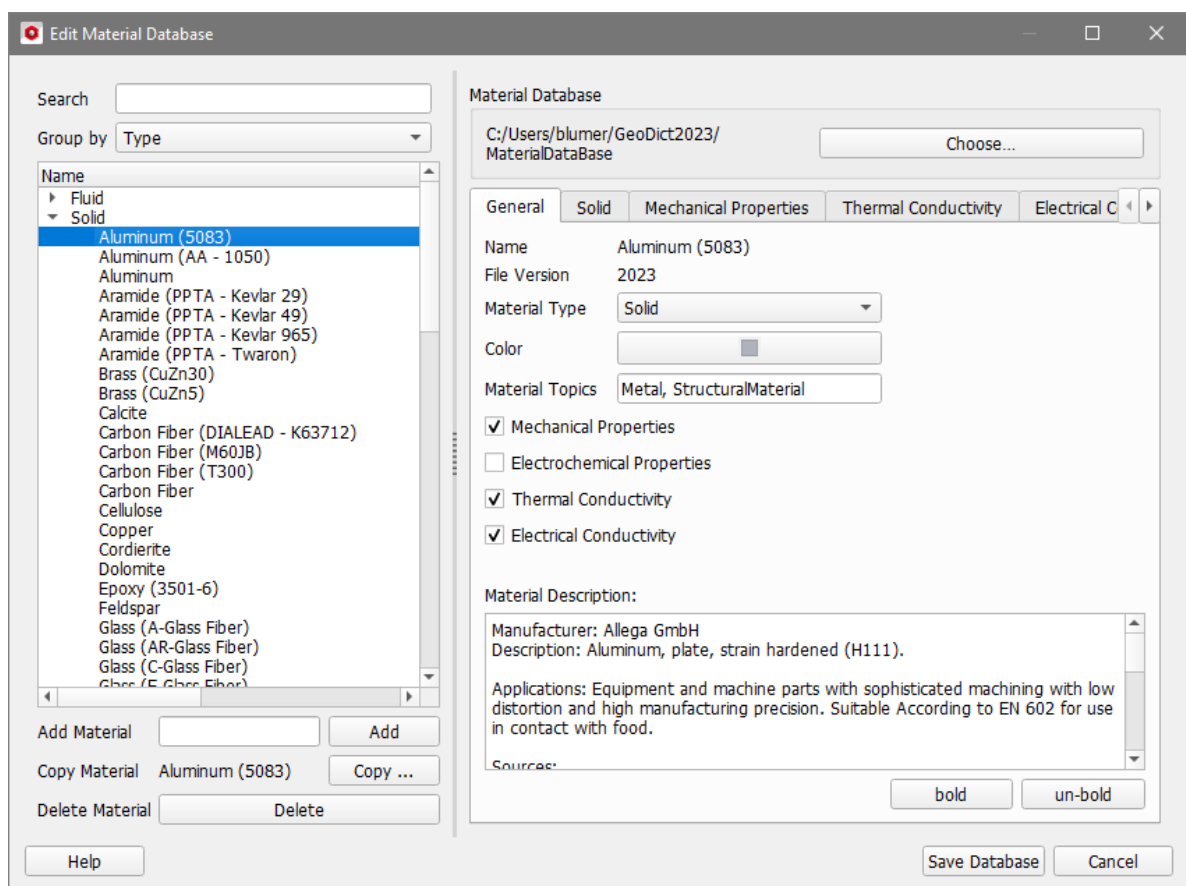 Edit Material Database
Search
Group by Type
Name
Fluid
Solid
Aluminum (5083)
Aluminum (AA - 1050)
Aluminum
Aramide (PPTA - Kevlar 29)
Aramide (PPTA - Kevlar 49)
Aramide (PPTA - Kevlar 965)
Aramide (PPTA - Twaron)
Brass (CuZn30)
Brass (CuZn5)
Calcite
Carbon Fiber (DIALEAD - K63712)
Carbon Fiber (M60JB)
Carbon Fiber (T300)
Carbon Fiber
Cellulose
Copper
Cordierite
Dolomite
Epoxy (3501-6)
Feldspar
Glass (A-Glass Fiber)
Glass (AR-Glass Fiber)
Glass (C-Glass Fiber)
Glass (E-Glass Fiber)
Add Material Add
Copy Material Aluminum (5083) Copy ...
Delete Material Delete
Help
Material Database
C:/Users/blumer/GeoDict2023/
MaterialDataBase
Choose...
General Solid Mechanical Properties Thermal Conductivity Electrical C
Name Aluminum (5083)
File Version 2023
Material Type Solid
Color
Material Topics Metal, StructuralMaterial
Mechanical Properties
Electrochemical Properties
Thermal Conductivity
Electrical Conductivity
Material Description:
Manufacturer: Allega GmbH
Description: Aluminum, plate, strain hardened (H111).
Applications: Equipment and machine parts with sophisticated machining with low
distortion and high manufacturing precision. Suitable According to EN 602 for use
in contact with food.
Sources:
bold un-bold
Save Database Cancel